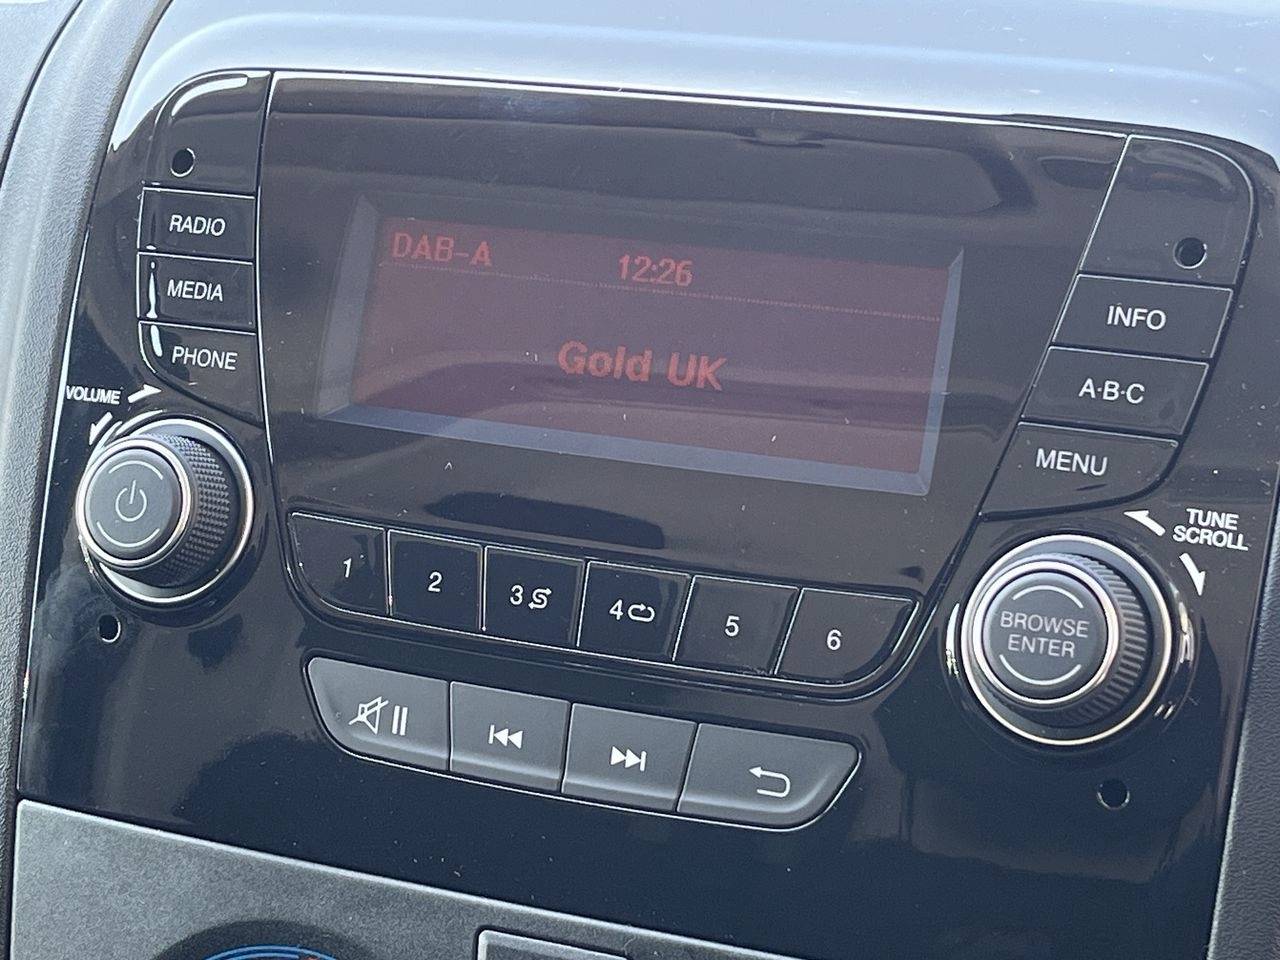 RADIO
MEDIA
PHONE
VOLUME
DAB-A 12:26
Gold UK
INFO
A·B·C
MENU
TUNE
SCROLL
BROWSE
ENTER
1 2 3 4 5 6